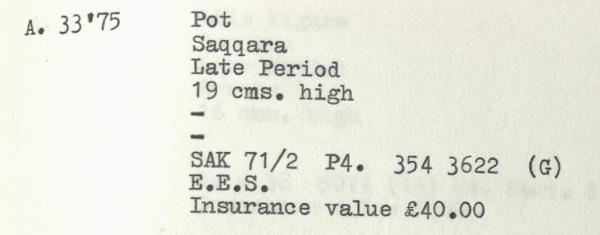 A. 33'75 Pot
Saqqara
Late Period
19 cms. high
-
-
SAK 71/2 P4. 354 3622 (G)
E.E.S.
Insurance value £40.00